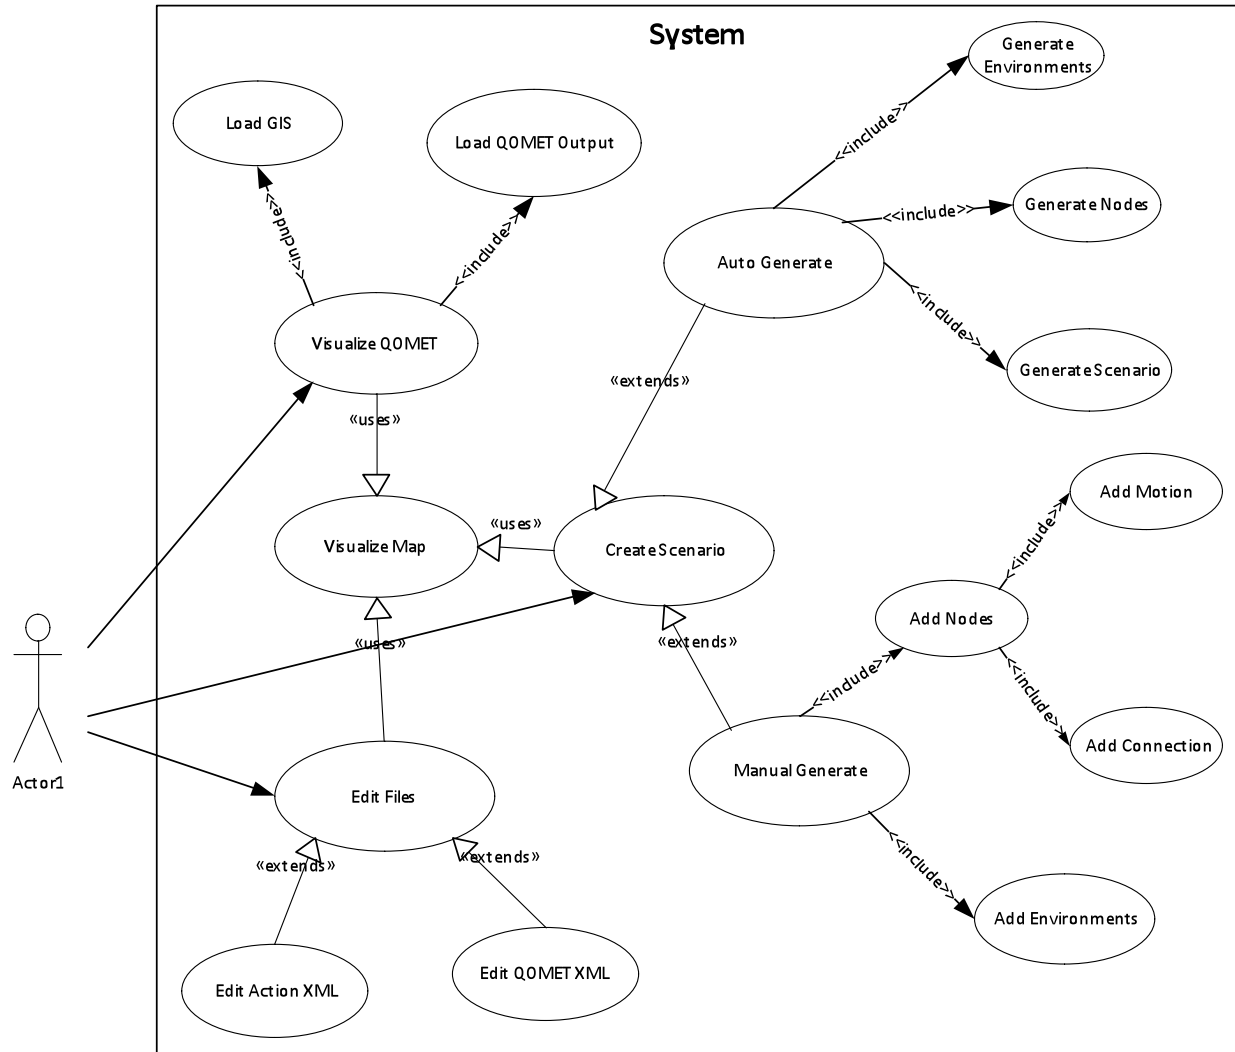 System
Generate
Environments
Load GIS
Load QOMET Output
<<include>>
<<include>>
<<include>>
Generate Nodes
<<include>>
Auto Generate
<<include>>
Visualize QOMET
Generate Scenario
«extends»
«uses»
Add Motion
«uses»
<<include>>
Visualize Map
Create Scenario
Add Nodes
«uses»
«extends»
<<include>>
<<include>>
Add Connection
Manual Generate
Actor1
Edit Files
<<include>>
«extends»
«extends»
Add Environments
Edit QOMET XML
Edit Action XML